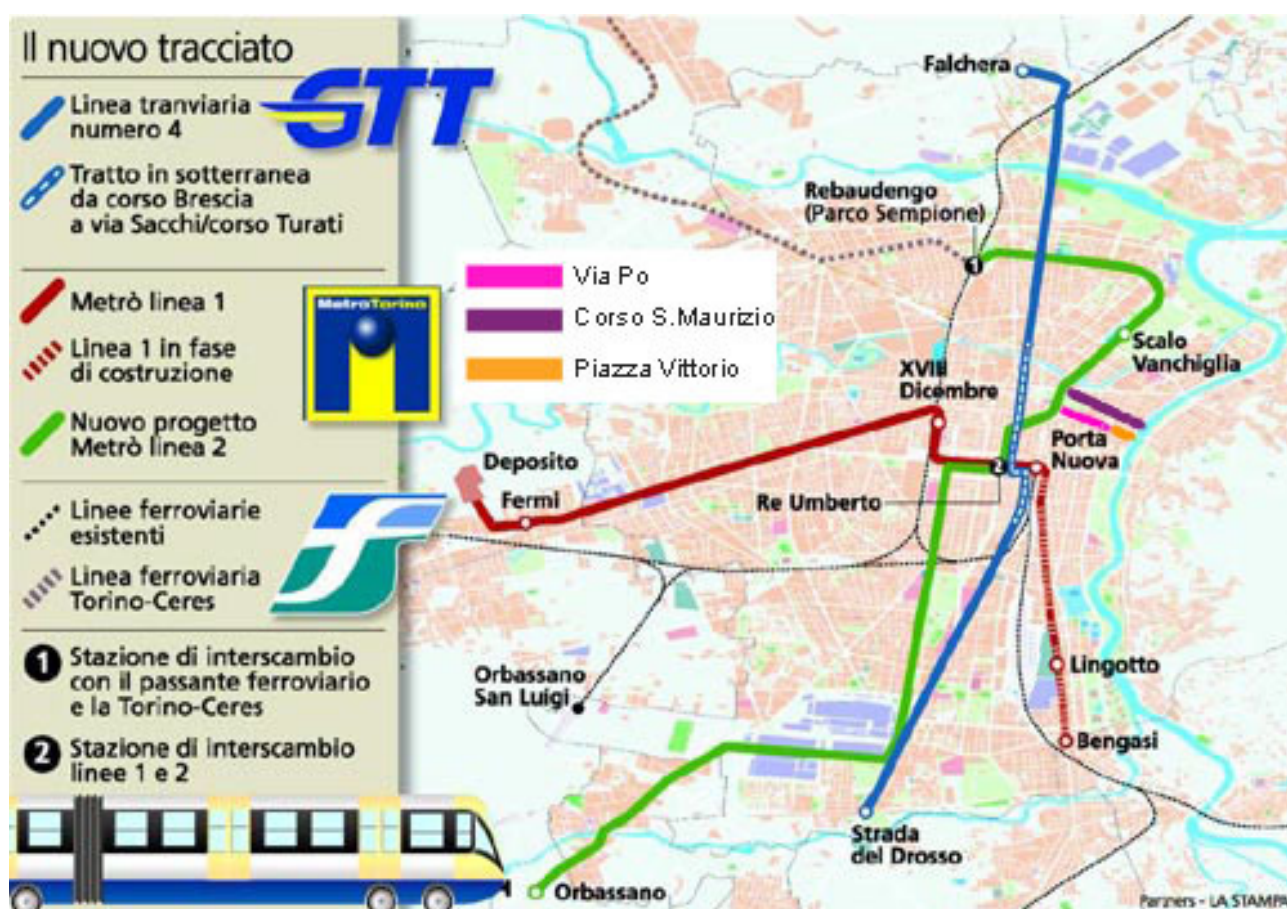 Il nuovo tracciato
Linea tranviaria
numero 4
GTT
Tratto in sotterranea
da corso Brescia
a via Sacchi/corso Turati
Metrò linea 1
Linea 1 in fase
di costruzione
Nuovo progetto
Metrò linea 2
MetroTorino
M
Linee ferroviarie
esistenti
Linea ferroviaria
Torino-Ceres
1 Stazione di interscambio
con il passante ferroviario
e la Torino-Ceres
2 Stazione di interscambio
linee 1 e 2
Via Po
Corso S.Maurizio
Piazza Vittorio
Falchera
Rebaudengo
(Parco Sempione)
1
Scalo
Vanchiglia
XVIII
Dicembre
Porta
Nuova
2
Deposito
Fermi
Re Umberto
Orbassano
San Luigi
Lingotto
Bengasi
Strada
del Drosso
Orbassano
Partners - LA STAMPA